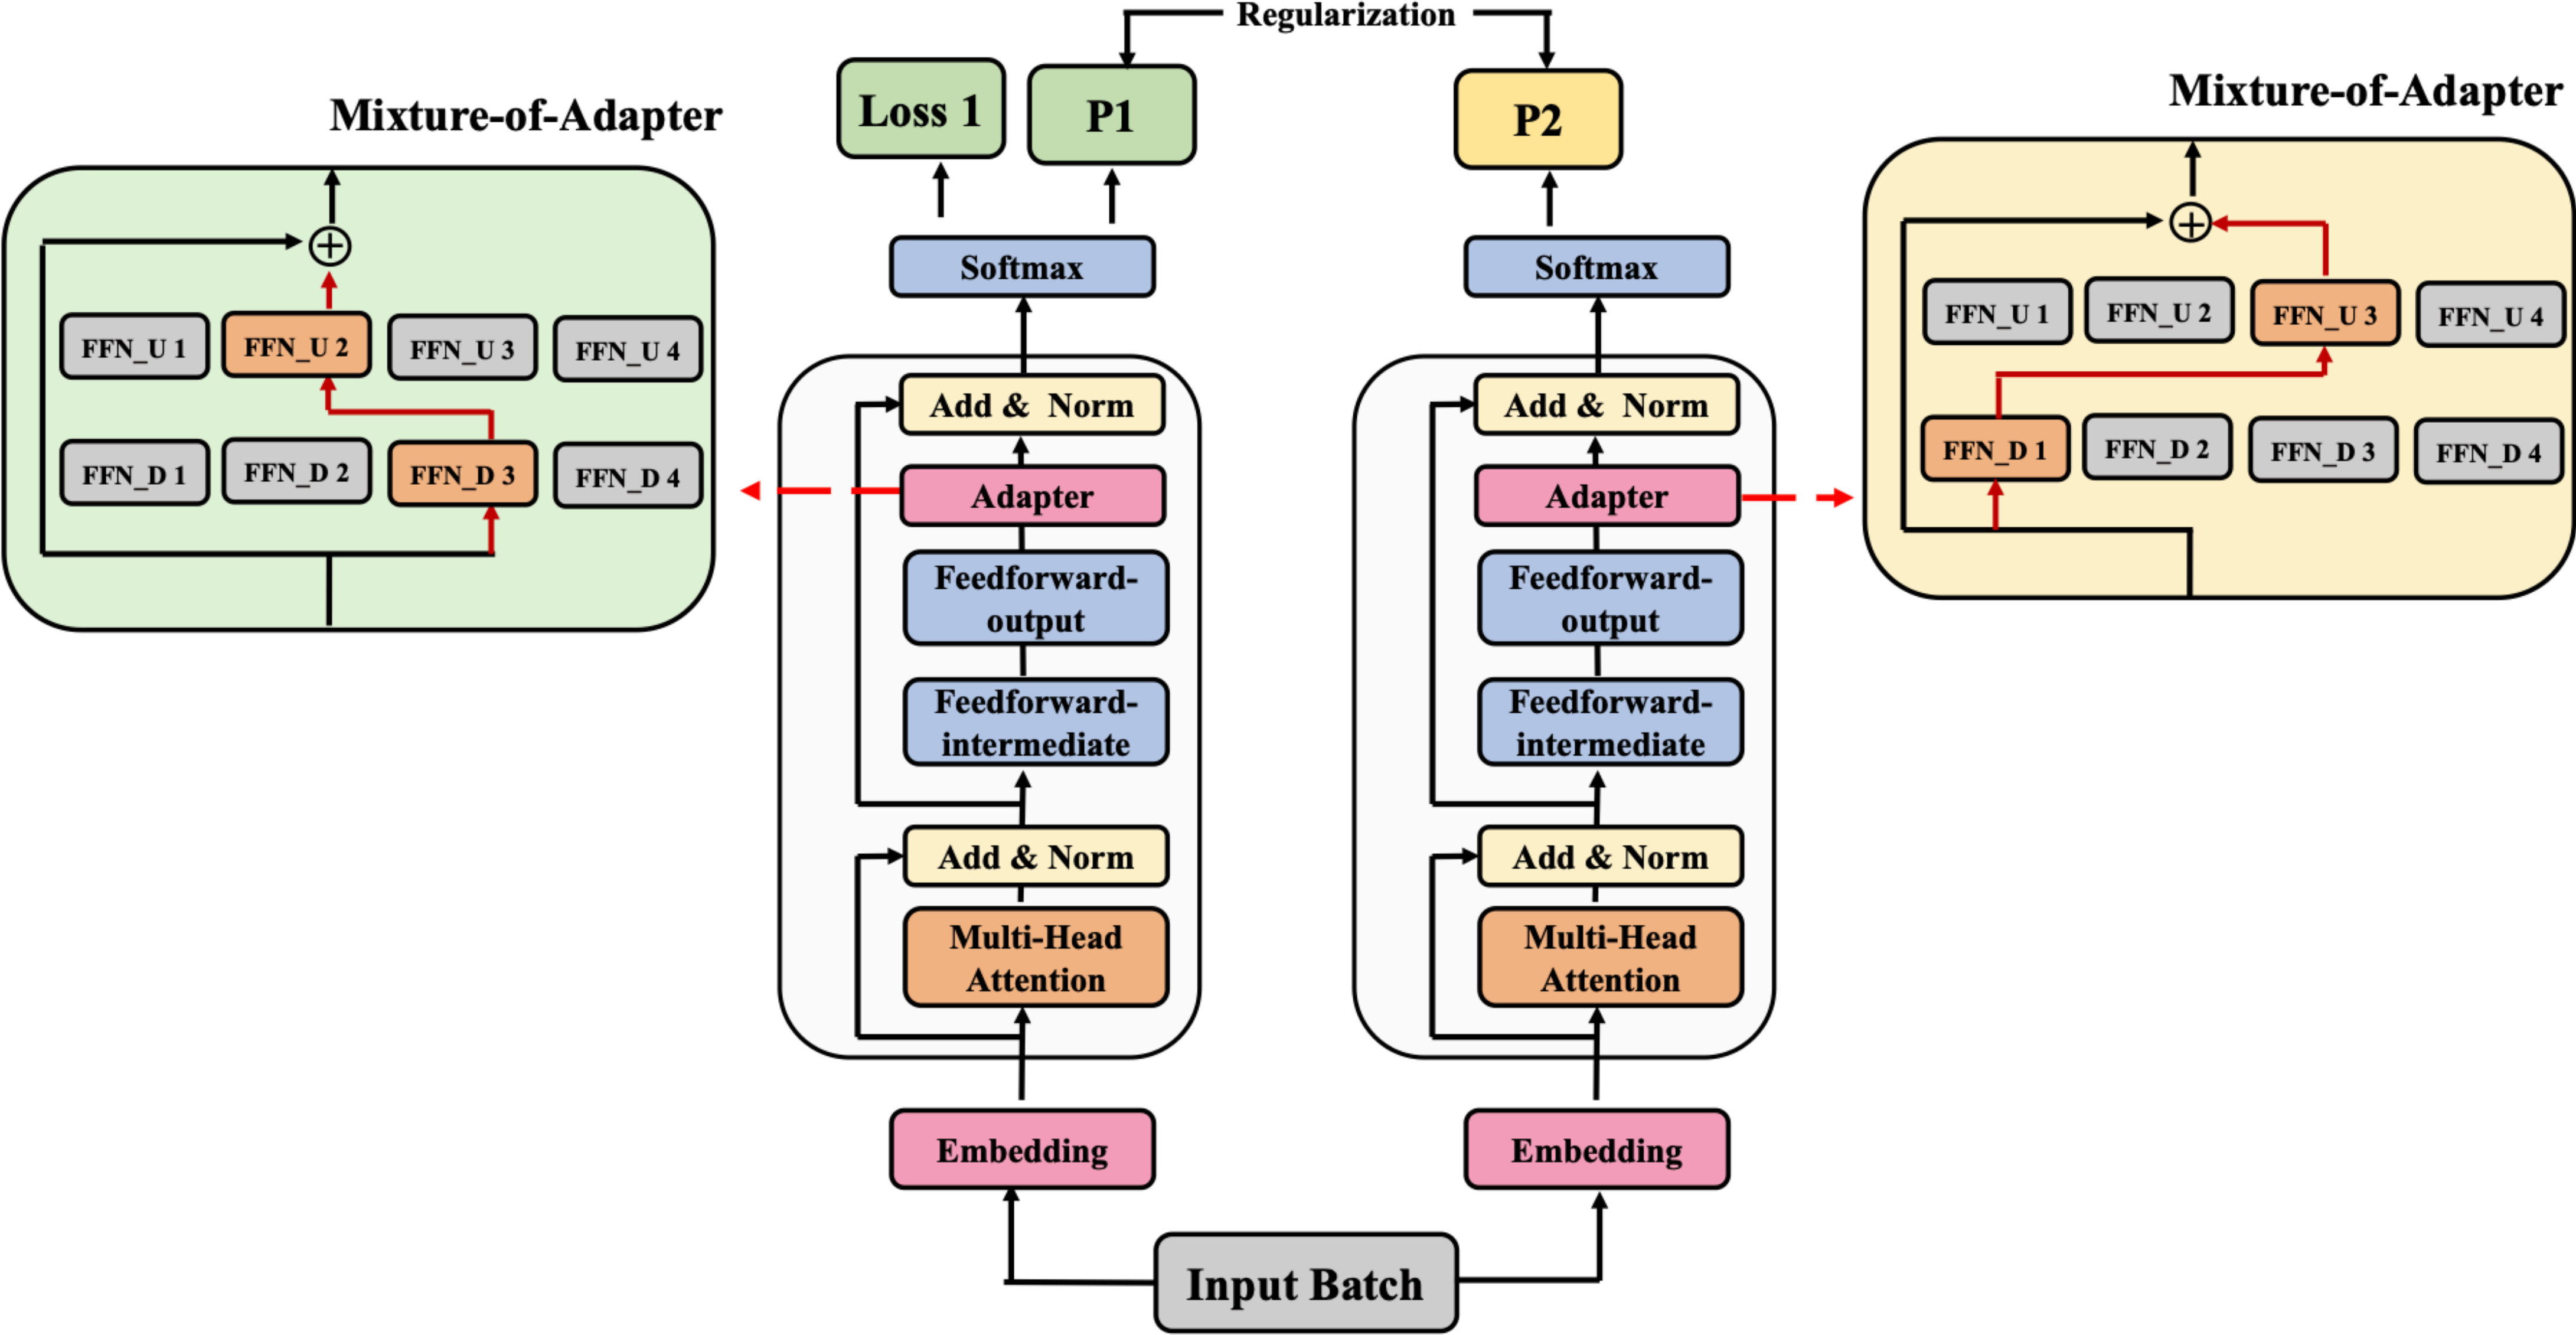 Regularization
Mixture-of-Adapter
Loss 1
P1
P2
Mixture-of-Adapter
Softmax
Softmax
FFN_U 1
FFN_U 2
FFN_U 3
FFN_U 4
FFN_D 1
FFN_D 2
FFN_D 3
FFN_D 4
Add & Norm
Adapter
Feedforward-
output
Feedforward-
intermediate
Add & Norm
Multi-Head
Attention
Embedding
Add & Norm
Adapter
Feedforward-
output
Feedforward-
intermediate
Add & Norm
Multi-Head
Attention
Embedding
FFN_U 1
FFN_U 2
FFN_U 3
FFN_U 4
FFN_D 1
FFN_D 2
FFN_D 3
FFN_D 4
Input Batch